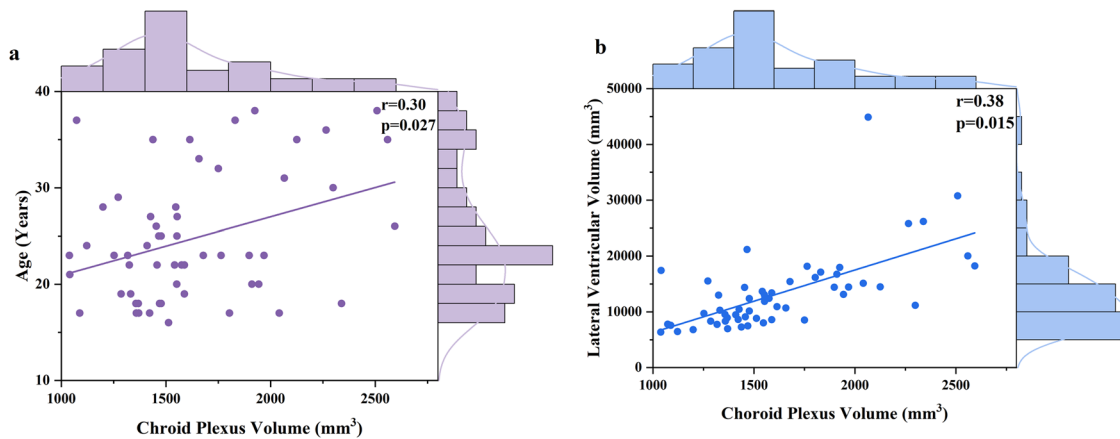 a
r=0.30
p=0.027
40
30
20
10
Age (Years)
1000 1500 2000 2500
Chroid Plexus Volume (mm³)
b
r=0.38
p=0.015
50000
40000
30000
20000
10000
0
Lateral Ventricular Volume (mm³)
1000 1500 2000 2500
Choroid Plexus Volume (mm³)